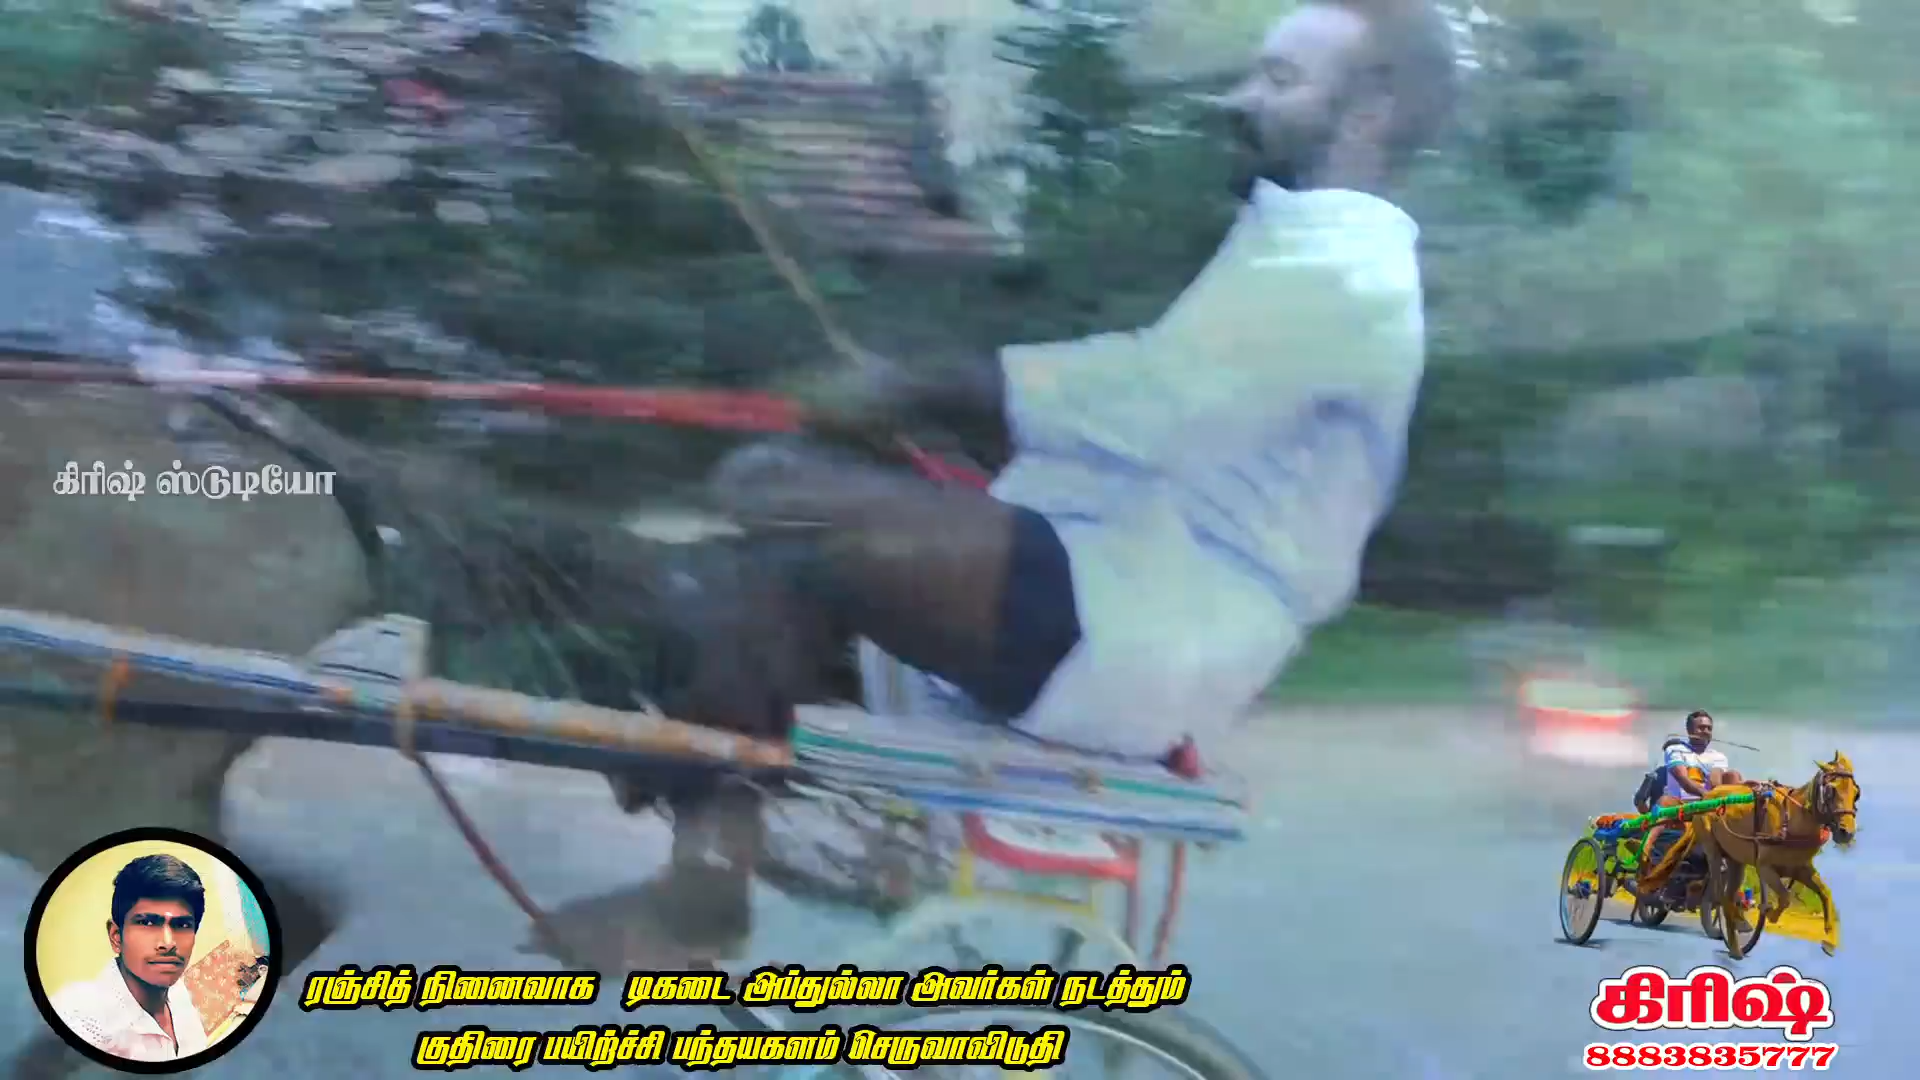 கிரிஷ் ஸ்டுடியோ
ரஞ்சித் நினைவாக டிகடை அப்துல்லா அவர்கள் நடத்தும்
குதிரை பயிற்ச்சி பந்தயகளம் செருவாவிடுதி
கிரிஷ்
8883835777